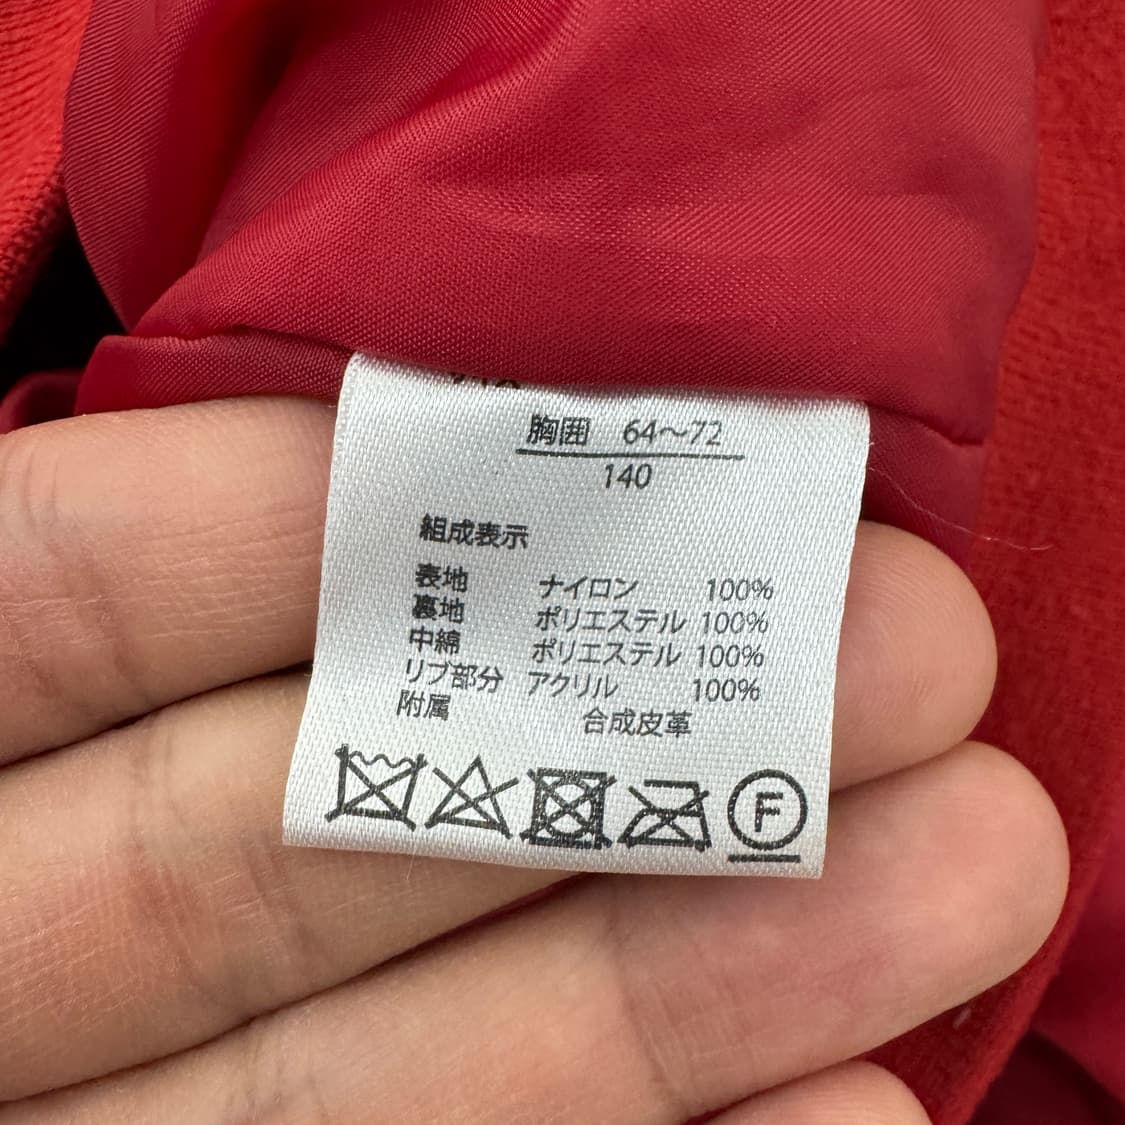 胸囲 64〜72
140
組成表示
表地 ナイロン 100%
裏地 ポリエステル 100%
中綿 ポリエステル 100%
リブ部分 アクリル 100%
附属 合成皮革
F